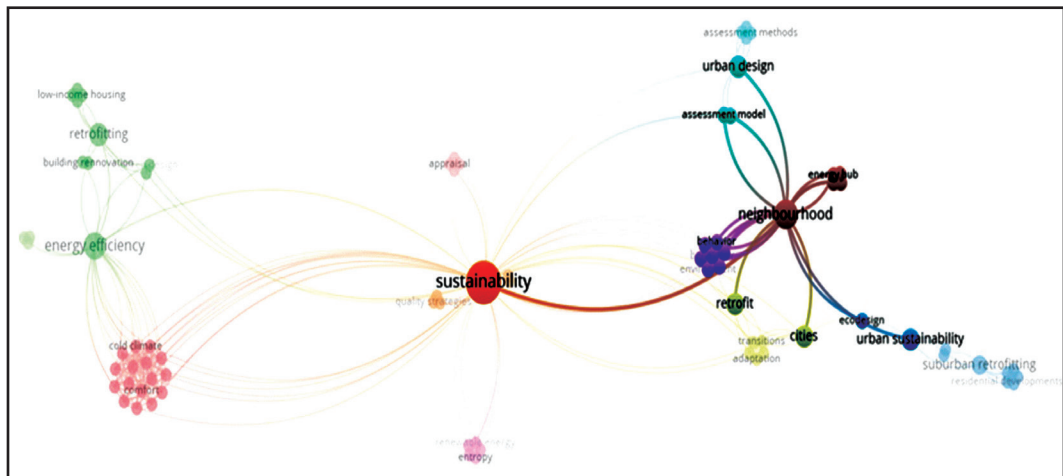 assessment methods
urban design
low-income housing
assessment model
retrofitting
building rennovation
appraisal
energy hub
neighbourhood
behavior
energy efficiency
sustainability
quality strategies
retrofit
ecodesign
cities
urban sustainability
transitions
cold climate
adaptation
suburban retrofitting
residential developments
comfort
renewable energy
entropy